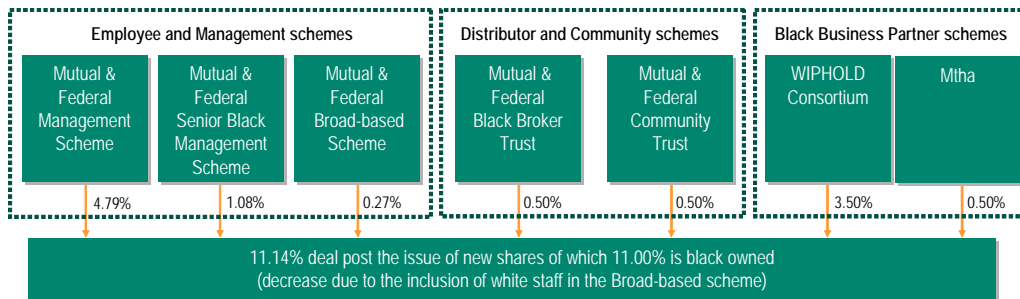 Employee and Management schemes
Mutual &
Federal
Management
Scheme
Mutual &
Federal
Senior Black
Management
Scheme
Mutual &
Federal
Broad-based
Scheme
4.79%
1.08%
0.27%
Distributor and Community schemes
Mutual &
Federal
Black Broker
Trust
Mutual &
Federal
Community
Trust
0.50%
0.50%
Black Business Partner schemes
WIPHOLD
Consortium
Mtha
3.50%
0.50%
11.14% deal post the issue of new shares of which 11.00% is black owned
(decrease due to the inclusion of white staff in the Broad-based scheme)